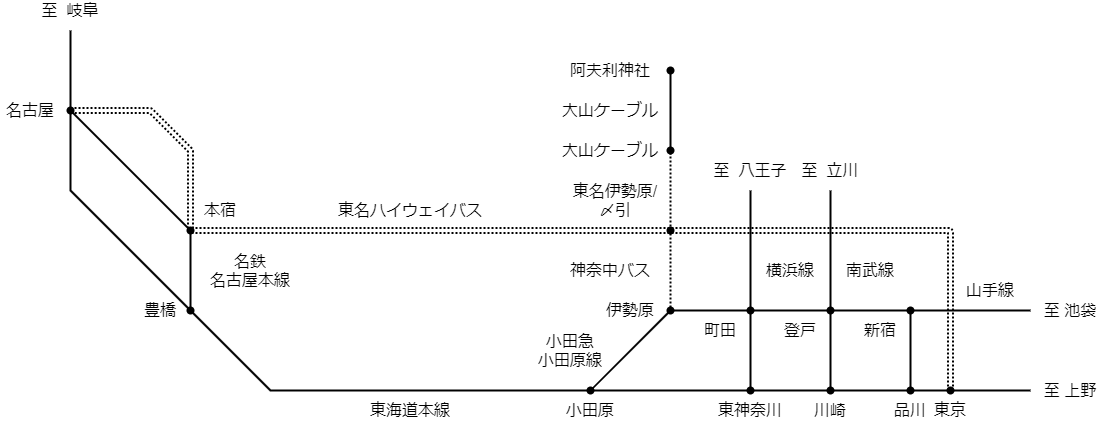 至 岐阜
名古屋
阿夫利神社
大山ケーブル
大山ケーブル
至 八王子
至 立川
東名伊勢原/
〆引
本宿
東名ハイウェイバス
名鉄
名古屋本線
神奈中バス
横浜線
南武線
山手線
豊橋
伊勢原
至 池袋
町田
登戸
新宿
小田急
小田原線
至 上野
東海道本線
小田原
東神奈川
川崎
品川
東京